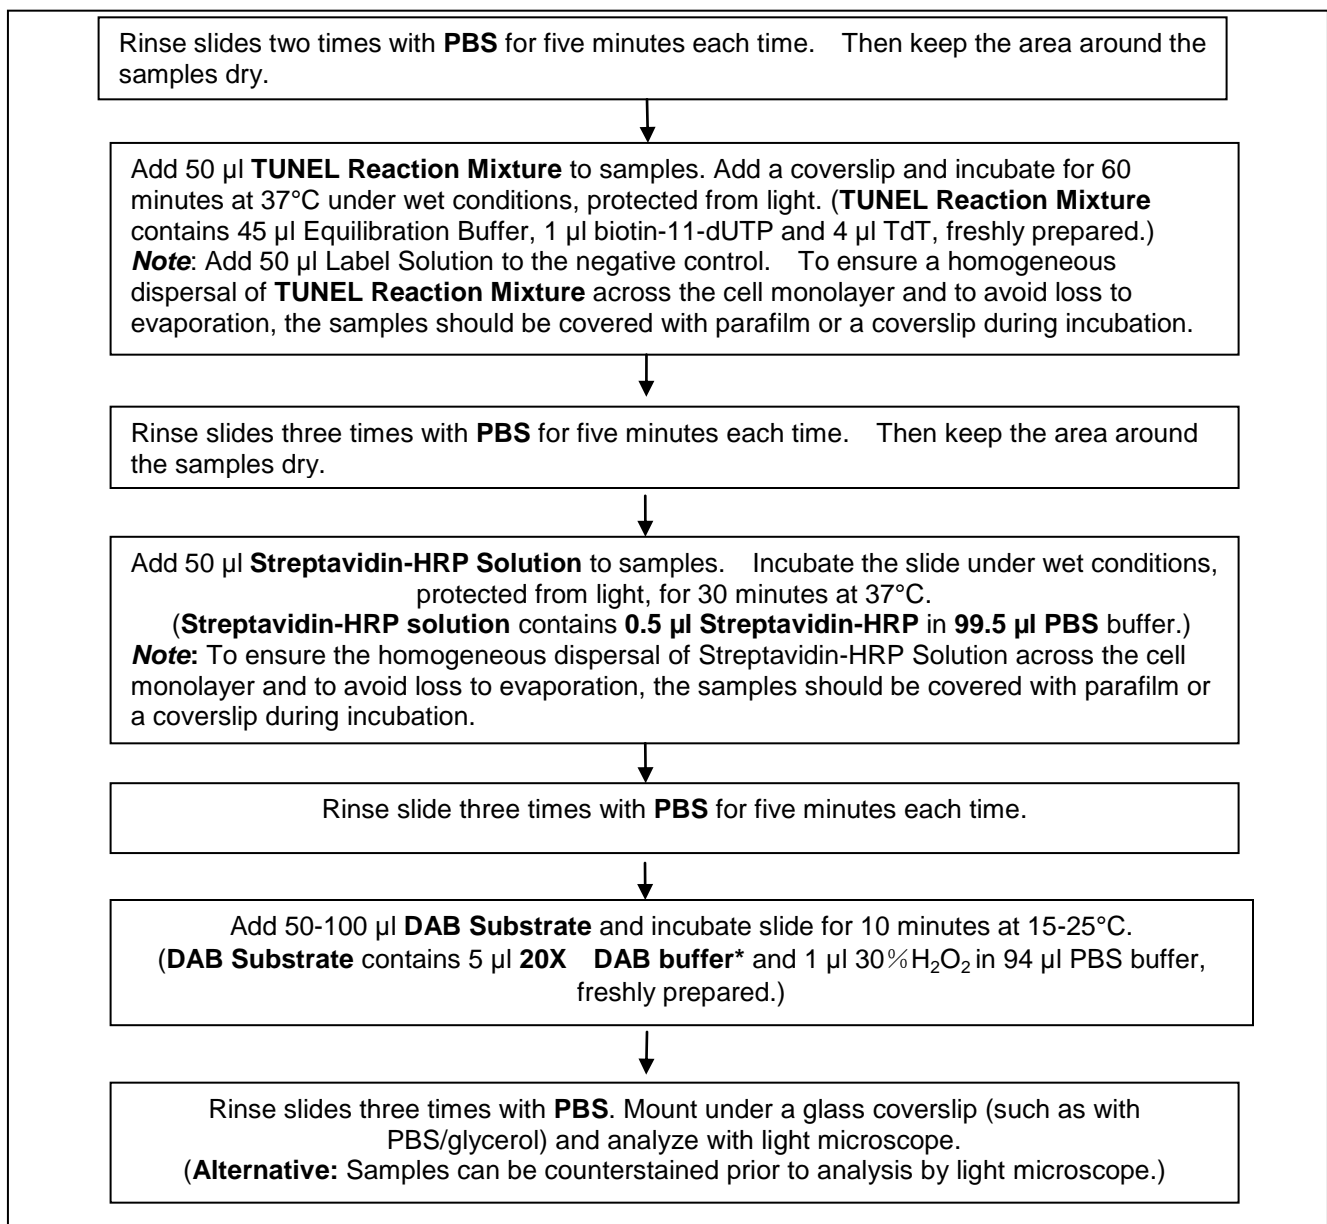 Rinse slides two times with PBS for five minutes each time. Then keep the area around the
samples dry.
Add 50 µl TUNEL Reaction Mixture to samples. Add a coverslip and incubate for 60
minutes at 37°C under wet conditions, protected from light. (TUNEL Reaction Mixture
contains 45 µl Equilibration Buffer, 1 µl biotin-11-dUTP and 4 µl TdT, freshly prepared.)
Note: Add 50 µl Label Solution to the negative control. To ensure a homogeneous
dispersal of TUNEL Reaction Mixture across the cell monolayer and to avoid loss to
evaporation, the samples should be covered with parafilm or a coverslip during incubation.
Rinse slides three times with PBS for five minutes each time. Then keep the area around
the samples dry.
Add 50 µl Streptavidin-HRP Solution to samples. Incubate the slide under wet conditions,
protected from light, for 30 minutes at 37°C.
(Streptavidin-HRP solution contains 0.5 µl Streptavidin-HRP in 99.5 µl PBS buffer.)
Note: To ensure the homogeneous dispersal of Streptavidin-HRP Solution across the cell
monolayer and to avoid loss to evaporation, the samples should be covered with parafilm or
a coverslip during incubation.
Rinse slide three times with PBS for five minutes each time.
Add 50-100 µl DAB Substrate and incubate slide for 10 minutes at 15-25°C.
(DAB Substrate contains 5 µl 20X DAB buffer* and 1 µl 30%H₂O₂ in 94 µl PBS buffer,
freshly prepared.)
Rinse slides three times with PBS. Mount under a glass coverslip (such as with
PBS/glycerol) and analyze with light microscope.
(Alternative: Samples can be counterstained prior to analysis by light microscope.)